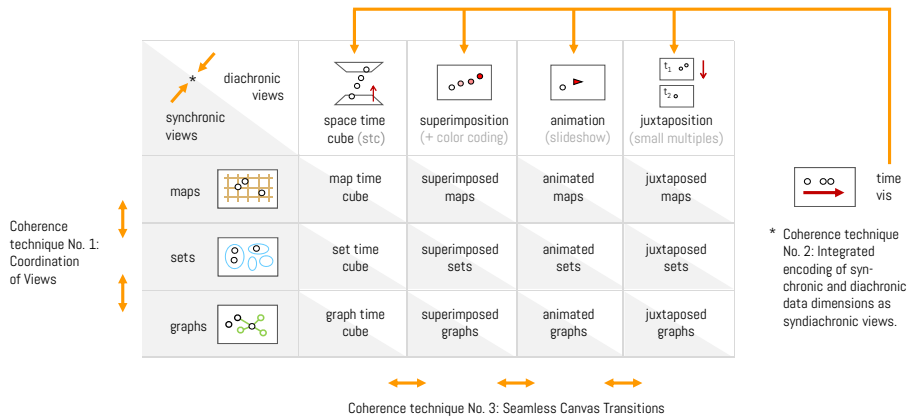 *
diachronic
views
synchronic
views
space time
cube (stc)
superimposition
(+ color coding)
animation
(slideshow)
t1
t2
juxtaposition
(small multiples)
maps
map time
cube
superimposed
maps
animated
maps
juxtaposed
maps
sets
set time
cube
superimposed
sets
animated
sets
juxtaposed
sets
graphs
graph time
cube
superimposed
graphs
animated
graphs
juxtaposed
graphs
Coherence
technique No. 1:
Coordination
of Views
time
vis
* Coherence technique
No. 2: Integrated
encoding of syn-
chronic and diachronic
data dimensions as
syndiachronic views.
Coherence technique No. 3: Seamless Canvas Transitions